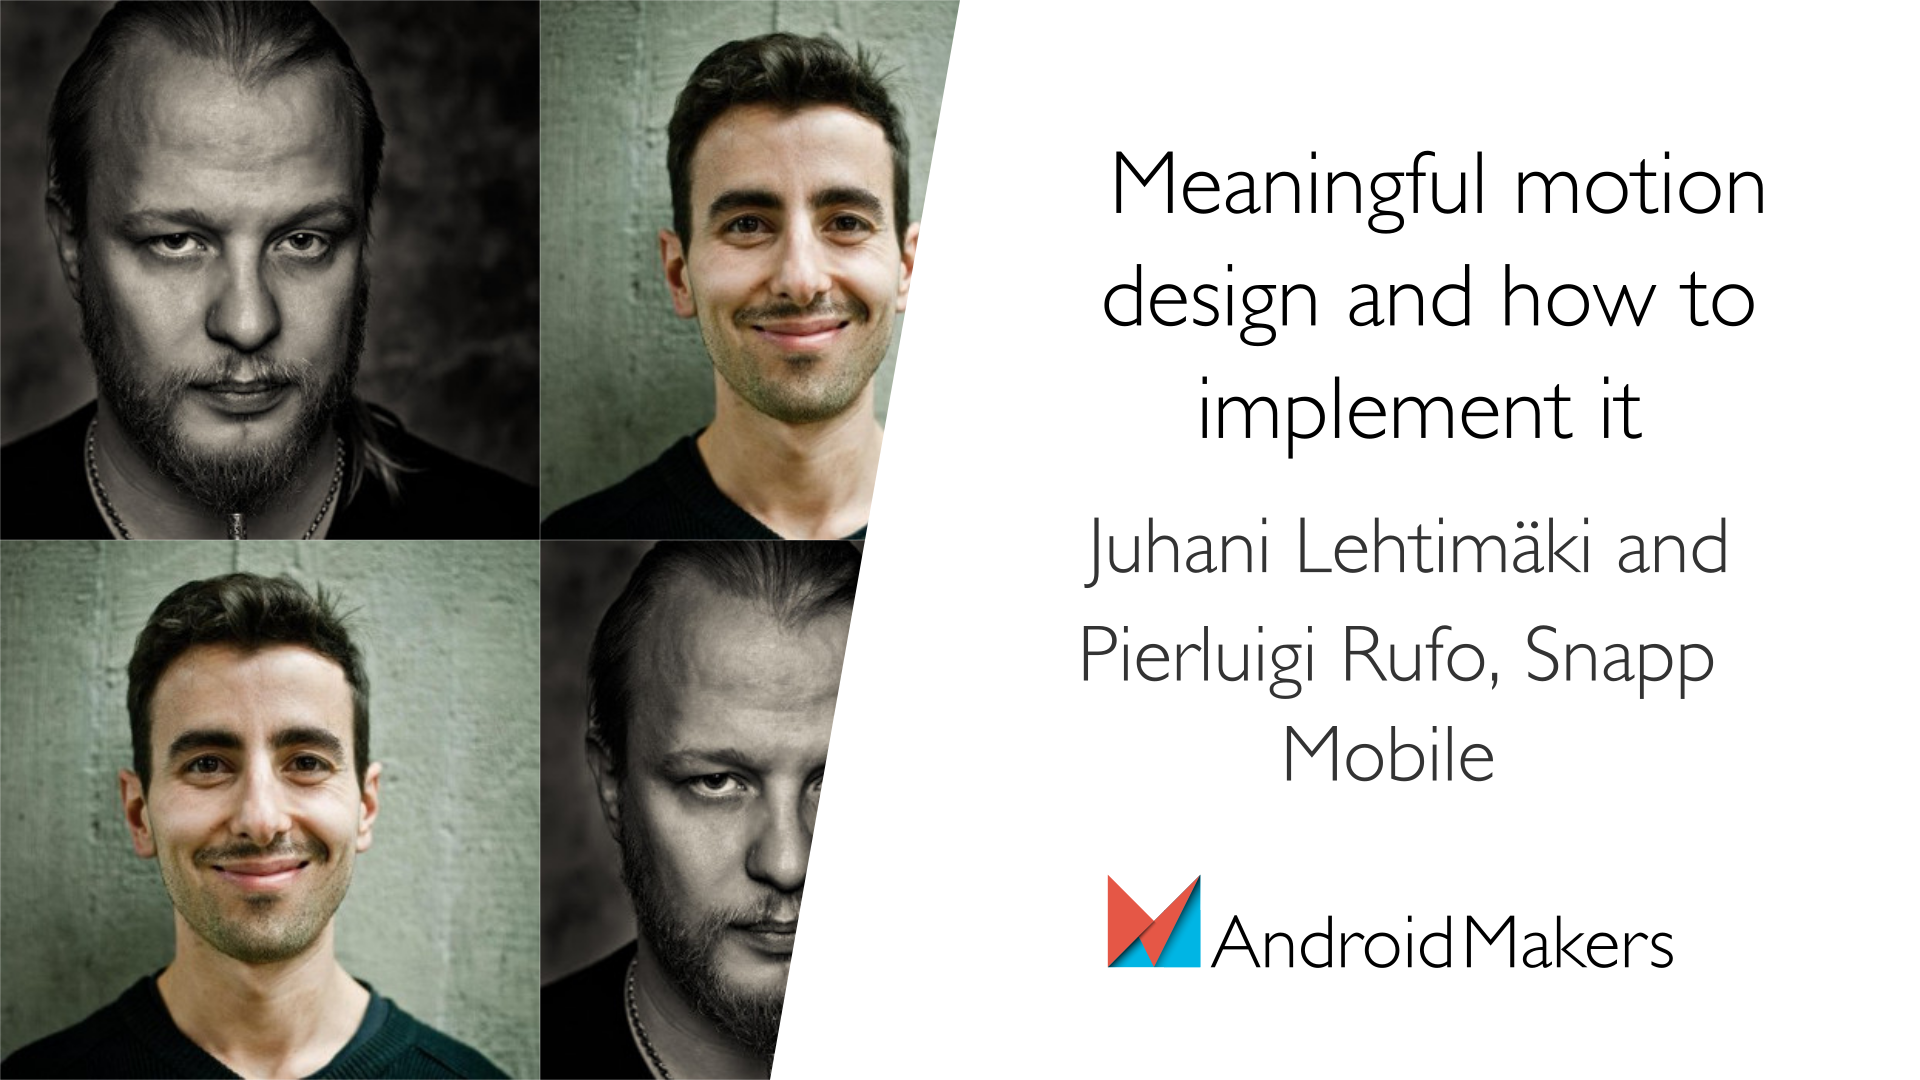 Meaningful motion
design and how to
implement it
Juhani Lehtimäki and
Pierluigi Rufo, Snapp
Mobile
AndroidMakers